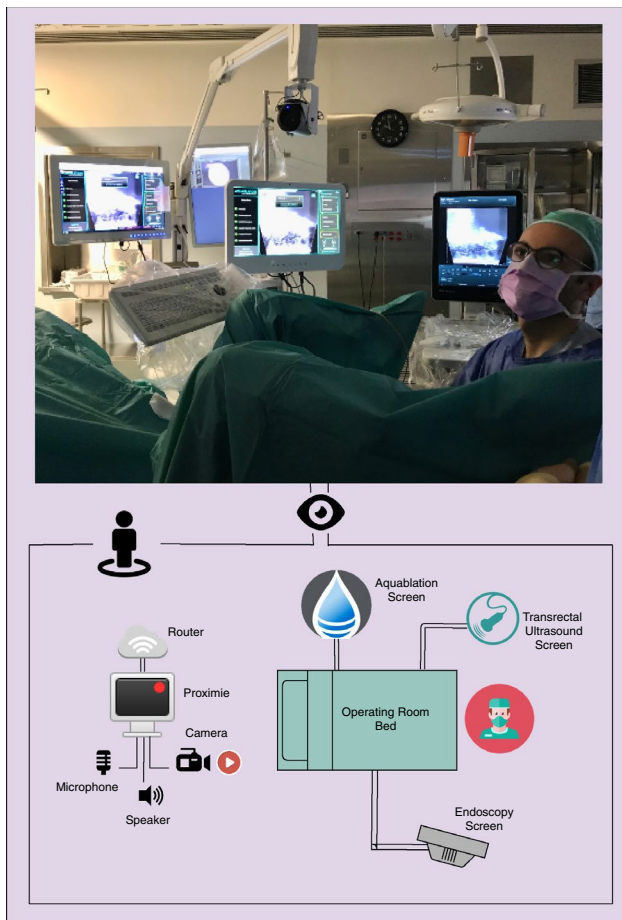 Aquablation
Screen
Router
Transrectal
Ultrasound
Screen
Proximie
Operating Room
Bed
Camera
Microphone
Speaker
Endoscopy
Screen